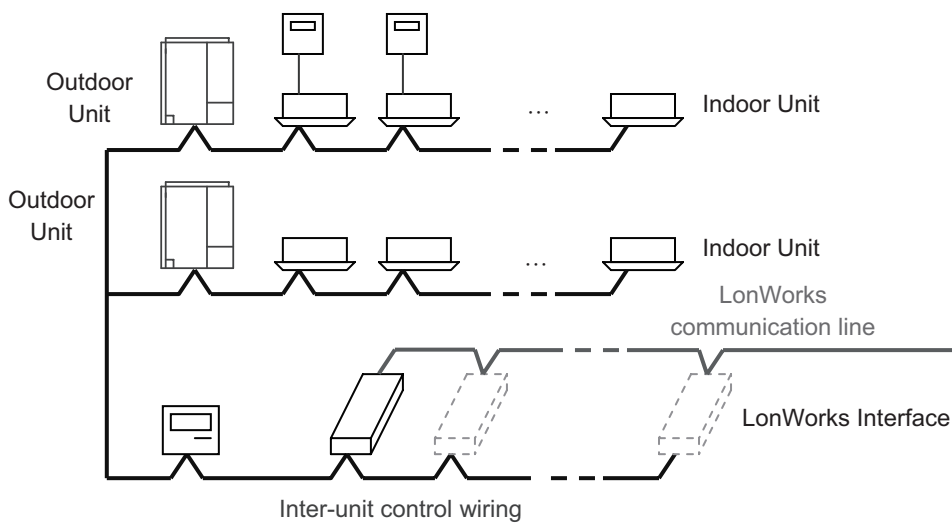 Outdoor
Unit
Indoor Unit
…
Outdoor
Unit
Indoor Unit
…
LonWorks
communication line
LonWorks Interface
Inter-unit control wiring